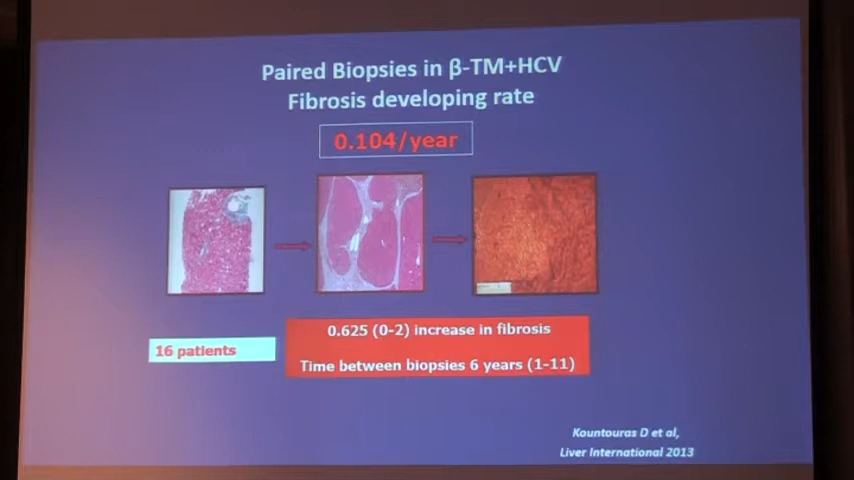 Paired Biopsies in β-TM+HCV
Fibrosis developing rate
0.104/year
16 patients
0.625 (0-2) increase in fibrosis
Time between biopsies 6 years (1-11)
Kountouras D et al,
Liver International 2013